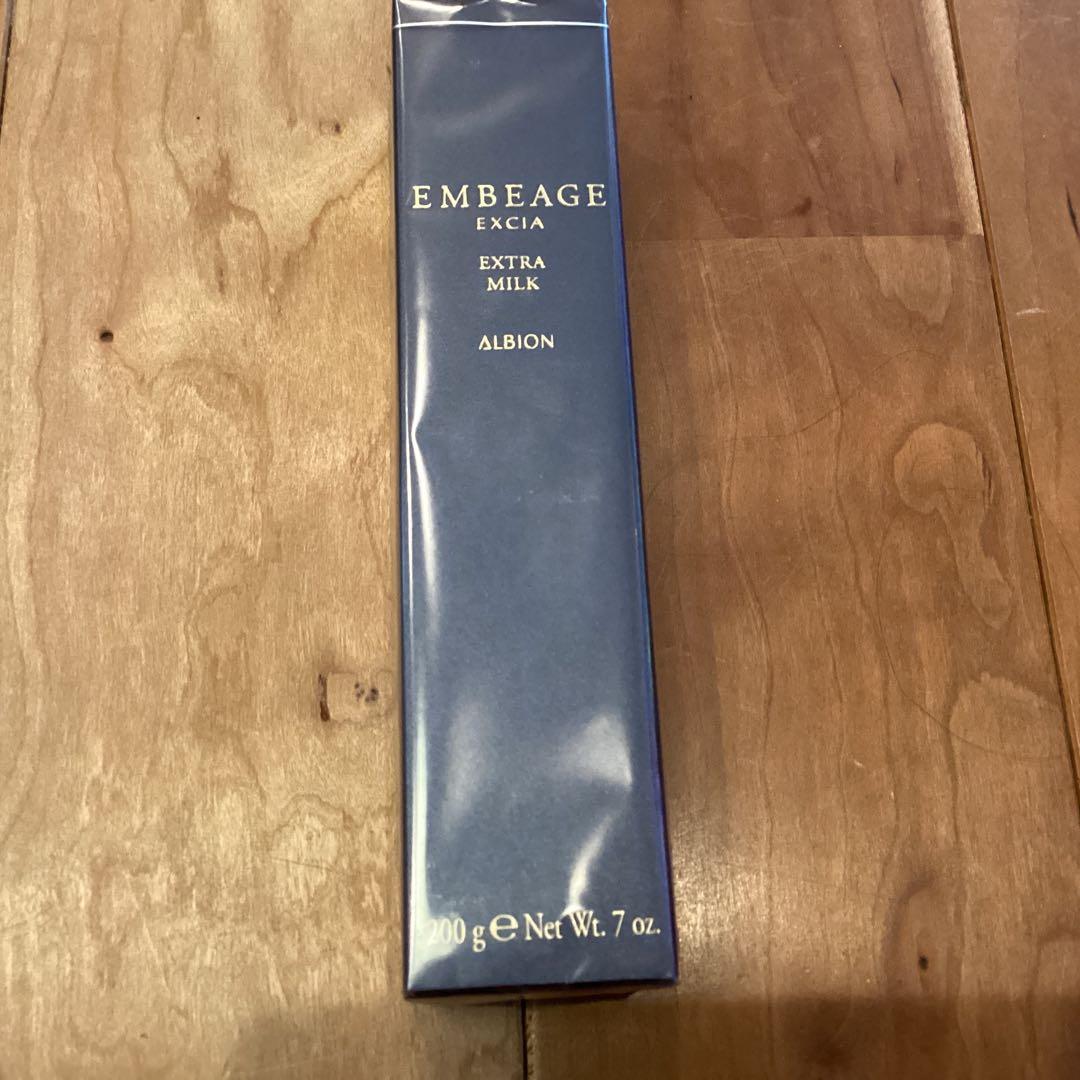 EMBEAGE
EXCIA
EXTRA
MILK
ALBION
200 g ℮ Net Wt. 7 oz.